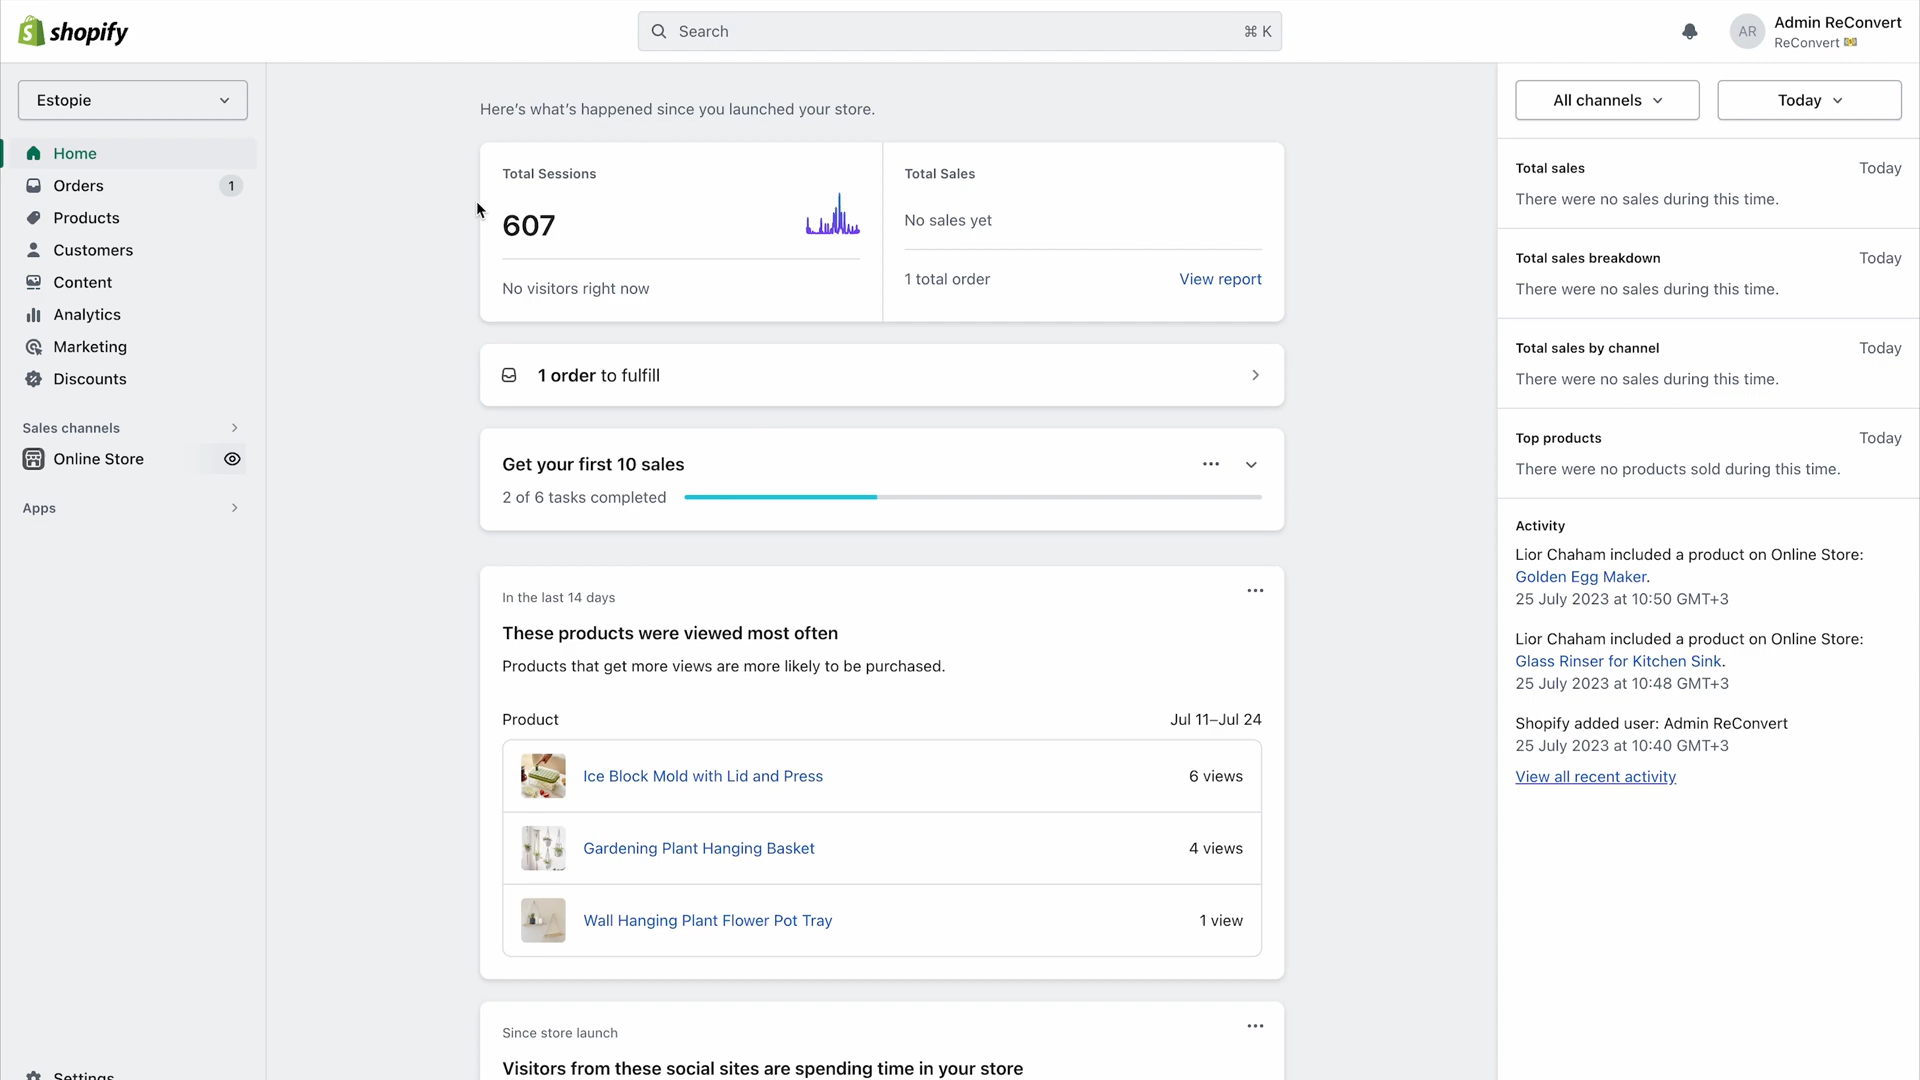 shopify
Search
⌘ K
AR
Admin ReConvert
ReConvert 💵
Estopie
Home
Orders
1
Products
Customers
Content
Analytics
Marketing
Discounts
Sales channels
Online Store
Apps
Settings
Here's what's happened since you launched your store.
Total Sessions
607
No visitors right now
Total Sales
No sales yet
1 total order
View report
1 order to fulfill
Get your first 10 sales
2 of 6 tasks completed
In the last 14 days
These products were viewed most often
Products that get more views are more likely to be purchased.
Product
Jul 11–Jul 24
Ice Block Mold with Lid and Press
6 views
Gardening Plant Hanging Basket
4 views
Wall Hanging Plant Flower Pot Tray
1 view
Since store launch
Visitors from these social sites are spending time in your store
All channels
Today
Total sales
Today
There were no sales during this time.
Total sales breakdown
Today
There were no sales during this time.
Total sales by channel
Today
There were no sales during this time.
Top products
Today
There were no products sold during this time.
Activity
Lior Chaham included a product on Online Store:
Golden Egg Maker.
25 July 2023 at 10:50 GMT+3
Lior Chaham included a product on Online Store:
Glass Rinser for Kitchen Sink.
25 July 2023 at 10:48 GMT+3
Shopify added user: Admin ReConvert
25 July 2023 at 10:40 GMT+3
View all recent activity